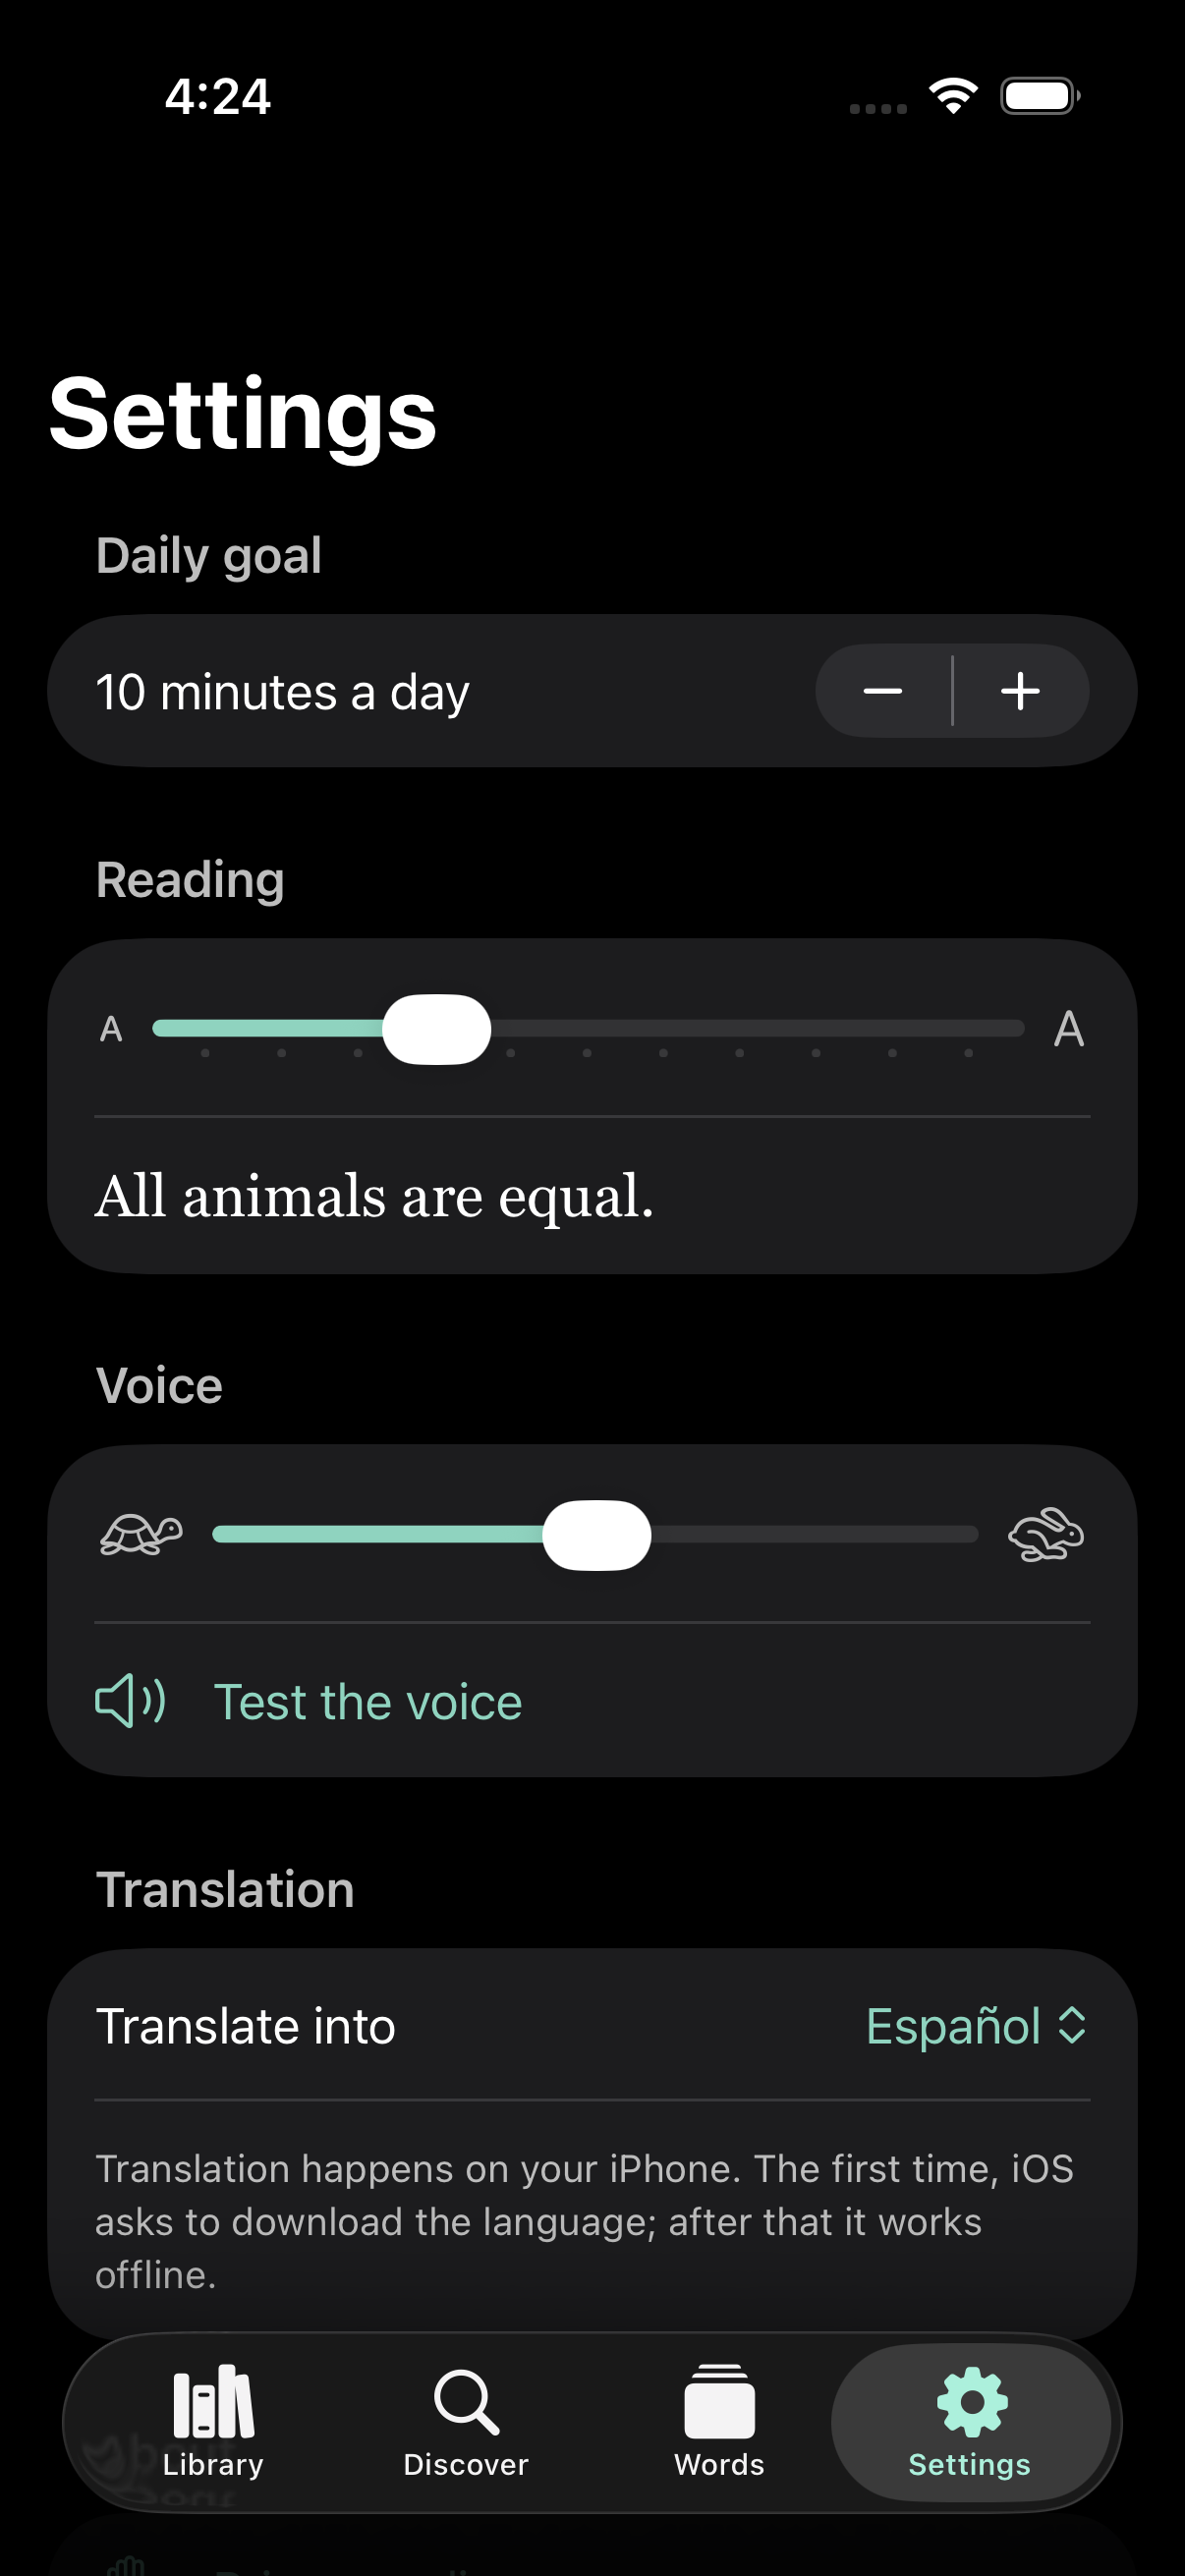 4:24
Settings
Daily goal
10 minutes a day
Reading
A A
All animals are equal.
Voice
Test the voice
Translation
Translate into Español
Translation happens on your iPhone. The first time, iOS
asks to download the language; after that it works
offline.
About
Library Discover Words Settings